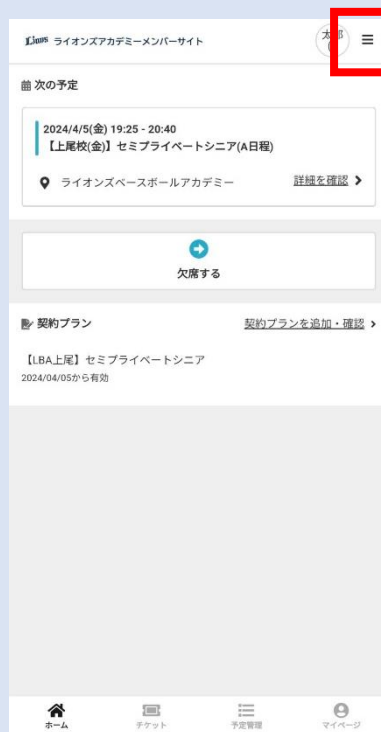 Lions ライオンズアカデミーメンバーサイト
太郎
次の予定
2024/4/5(金) 19:25 - 20:40
【上尾校(金)】セミプライベートシニア(A日程)
ライオンズベースボールアカデミー 詳細を確認
欠席する
契約プラン 契約プランを追加・確認
【LBA上尾】セミプライベートシニア
2024/04/05から有効
ホーム チケット 予定管理 マイページ